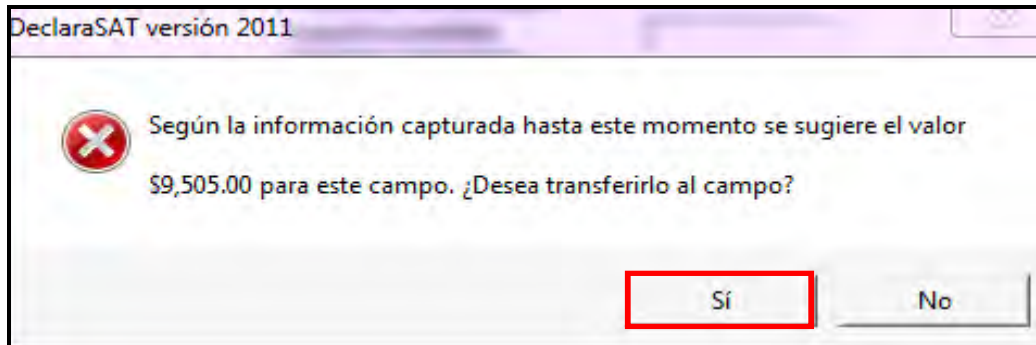 DeclaraSAT versión 2011
Según la información capturada hasta este momento se sugiere el valor
$9,505.00 para este campo. ¿Desea transferirlo al campo?
Sí No